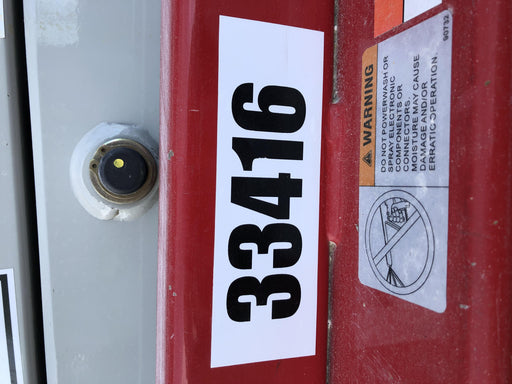 33416
90732
⚠ WARNING
DO NOT POWERWASH OR
SPRAY ELECTRONIC
COMPONENTS OR
CONNECTORS.
MOISTURE MAY CAUSE
DAMAGE AND/OR
ERRATIC OPERATION.